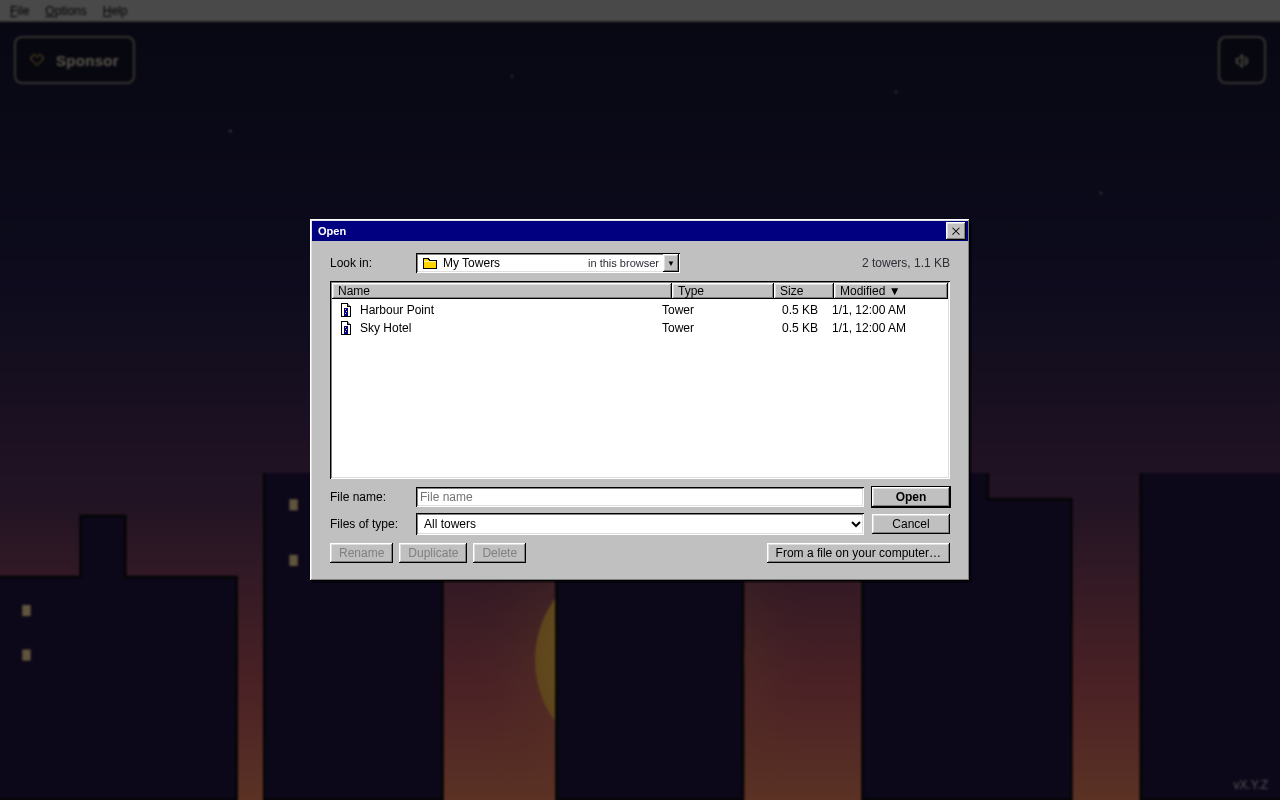 File Options Help
Sponsor
Open
Look in: My Towers in this browser 2 towers, 1.1 KB
Name Type Size Modified ▼
Harbour Point Tower 0.5 KB 1/1, 12:00 AM
Sky Hotel Tower 0.5 KB 1/1, 12:00 AM
File name: File name Open
Files of type: All towers Cancel
Rename Duplicate Delete From a file on your computer…
vX.Y.Z